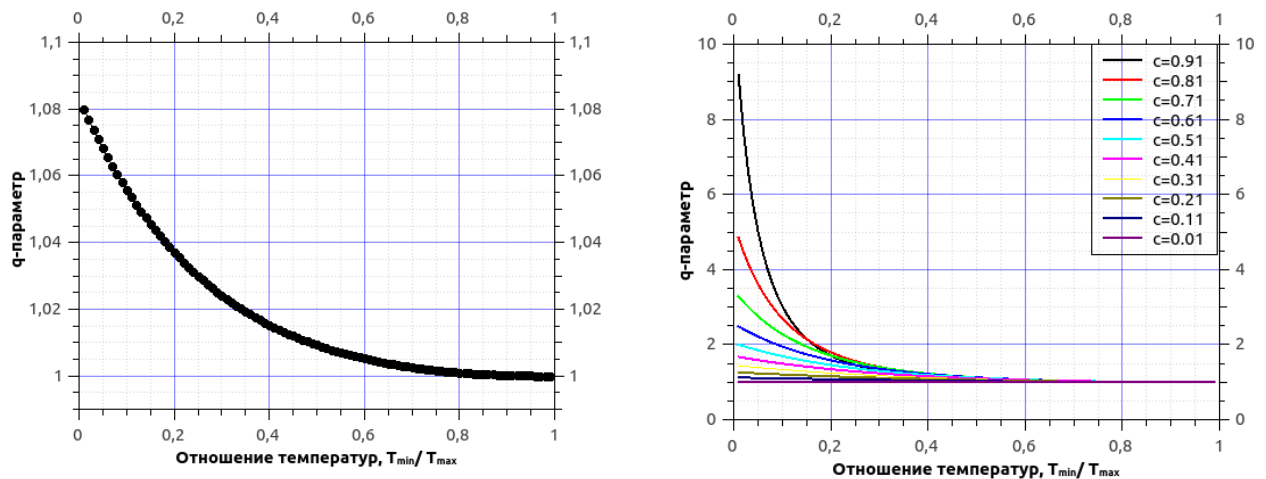 0 0,2 0,4 0,6 0,8 1
1,1 1,1
1,08 1,08
1,06 1,06
1,04 1,04
1,02 1,02
1 1
q-параметр
0 0,2 0,4 0,6 0,8 1
Отношение температур, Tmin/ Tmax
0 0,2 0,4 0,6 0,8 1
10 10
8 8
6 6
4 4
2 2
0 0
q-параметр
c=0.91
c=0.81
c=0.71
c=0.61
c=0.51
c=0.41
c=0.31
c=0.21
c=0.11
c=0.01
0 0,2 0,4 0,6 0,8 1
Отношение температур, Tmin/ Tmax